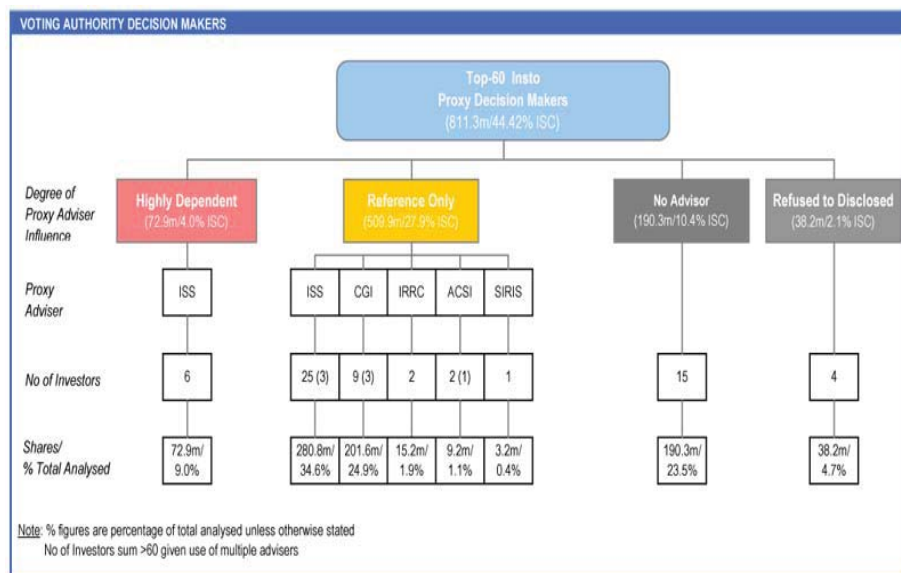 VOTING AUTHORITY DECISION MAKERS
Top-60 Insto
Proxy Decision Makers
(811.3m/44.42% ISC)
Degree of
Proxy Adviser
Influence
Highly Dependent
(72.9m/4.0% ISC)
Reference Only
(509.9m/27.9% ISC)
No Advisor
(190.3m/10.4% ISC)
Refused to Disclosed
(38.2m/2.1% ISC)
Proxy
Adviser
ISS
ISS
CGI
IRRC
ACSI
SIRIS
No of Investors
6
25 (3)
9 (3)
2
2 (1)
1
15
4
Shares/
% Total Analysed
72.9m/
9.0%
280.8m/
34.6%
201.6m/
24.9%
15.2m/
1.9%
9.2m/
1.1%
3.2m/
0.4%
190.3m/
23.5%
38.2m/
4.7%
Note: % figures are percentage of total analysed unless otherwise stated
No of Investors sum >60 given use of multiple advisers